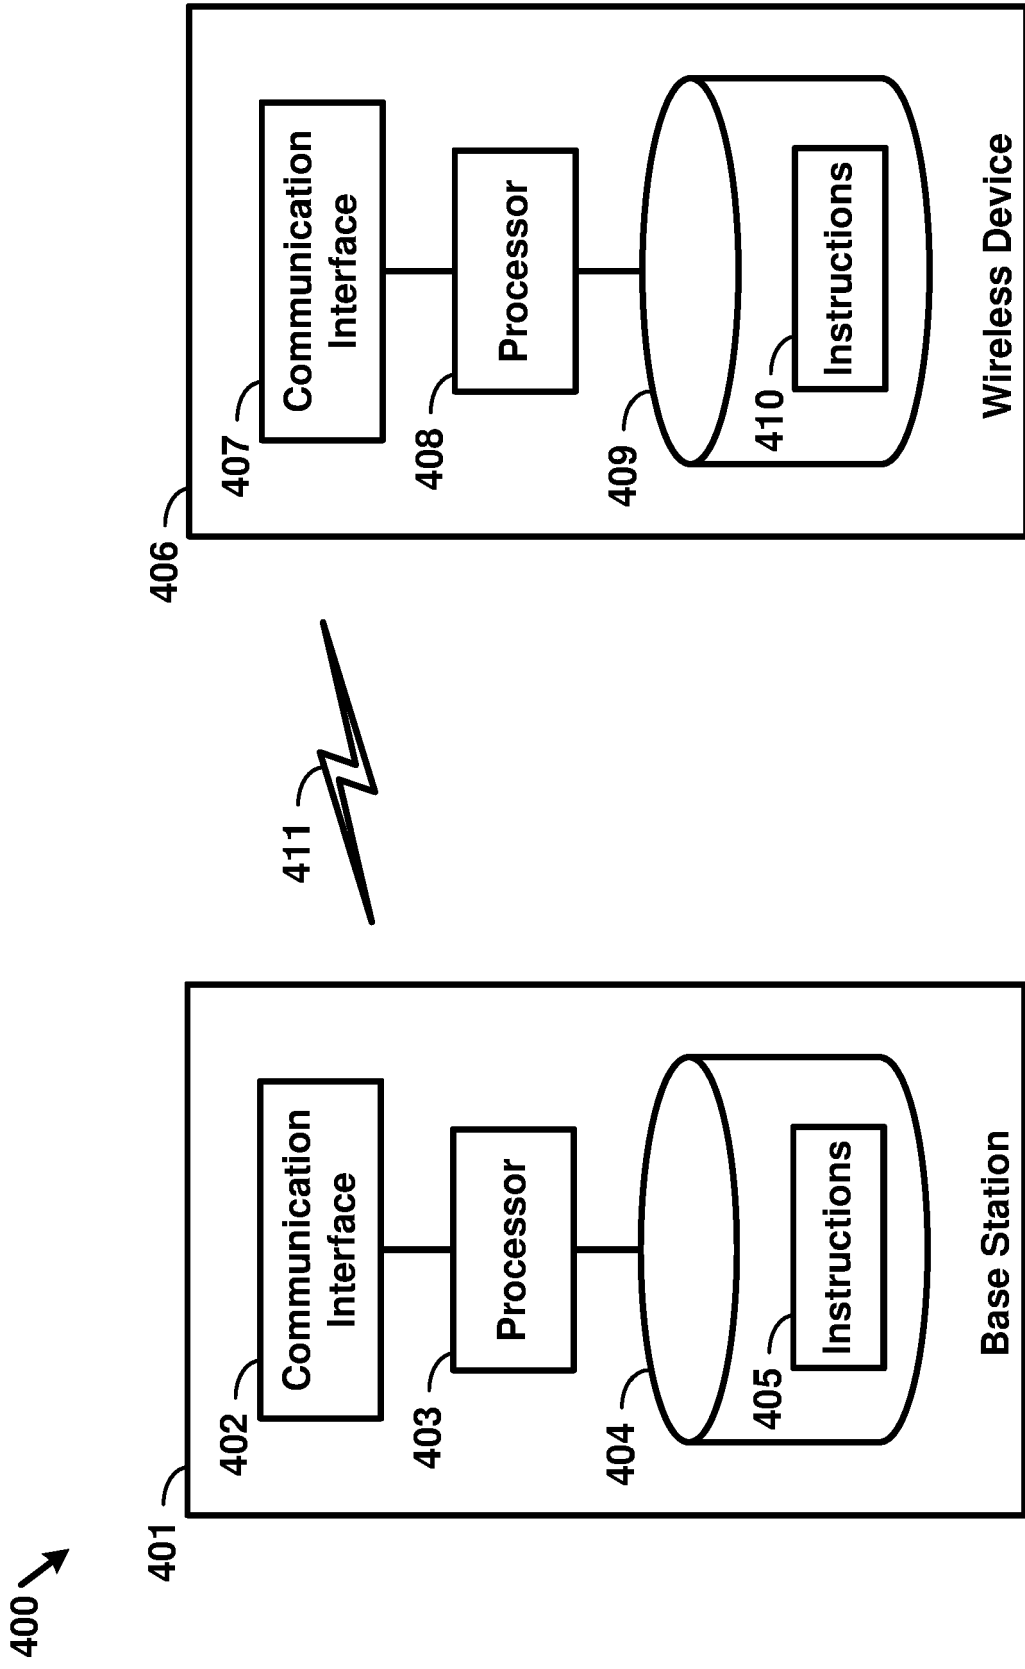 400
401
402
Communication
Interface
403
Processor
404
405
Instructions
Base Station
411
406
407
Communication
Interface
408
Processor
409
410
Instructions
Wireless Device